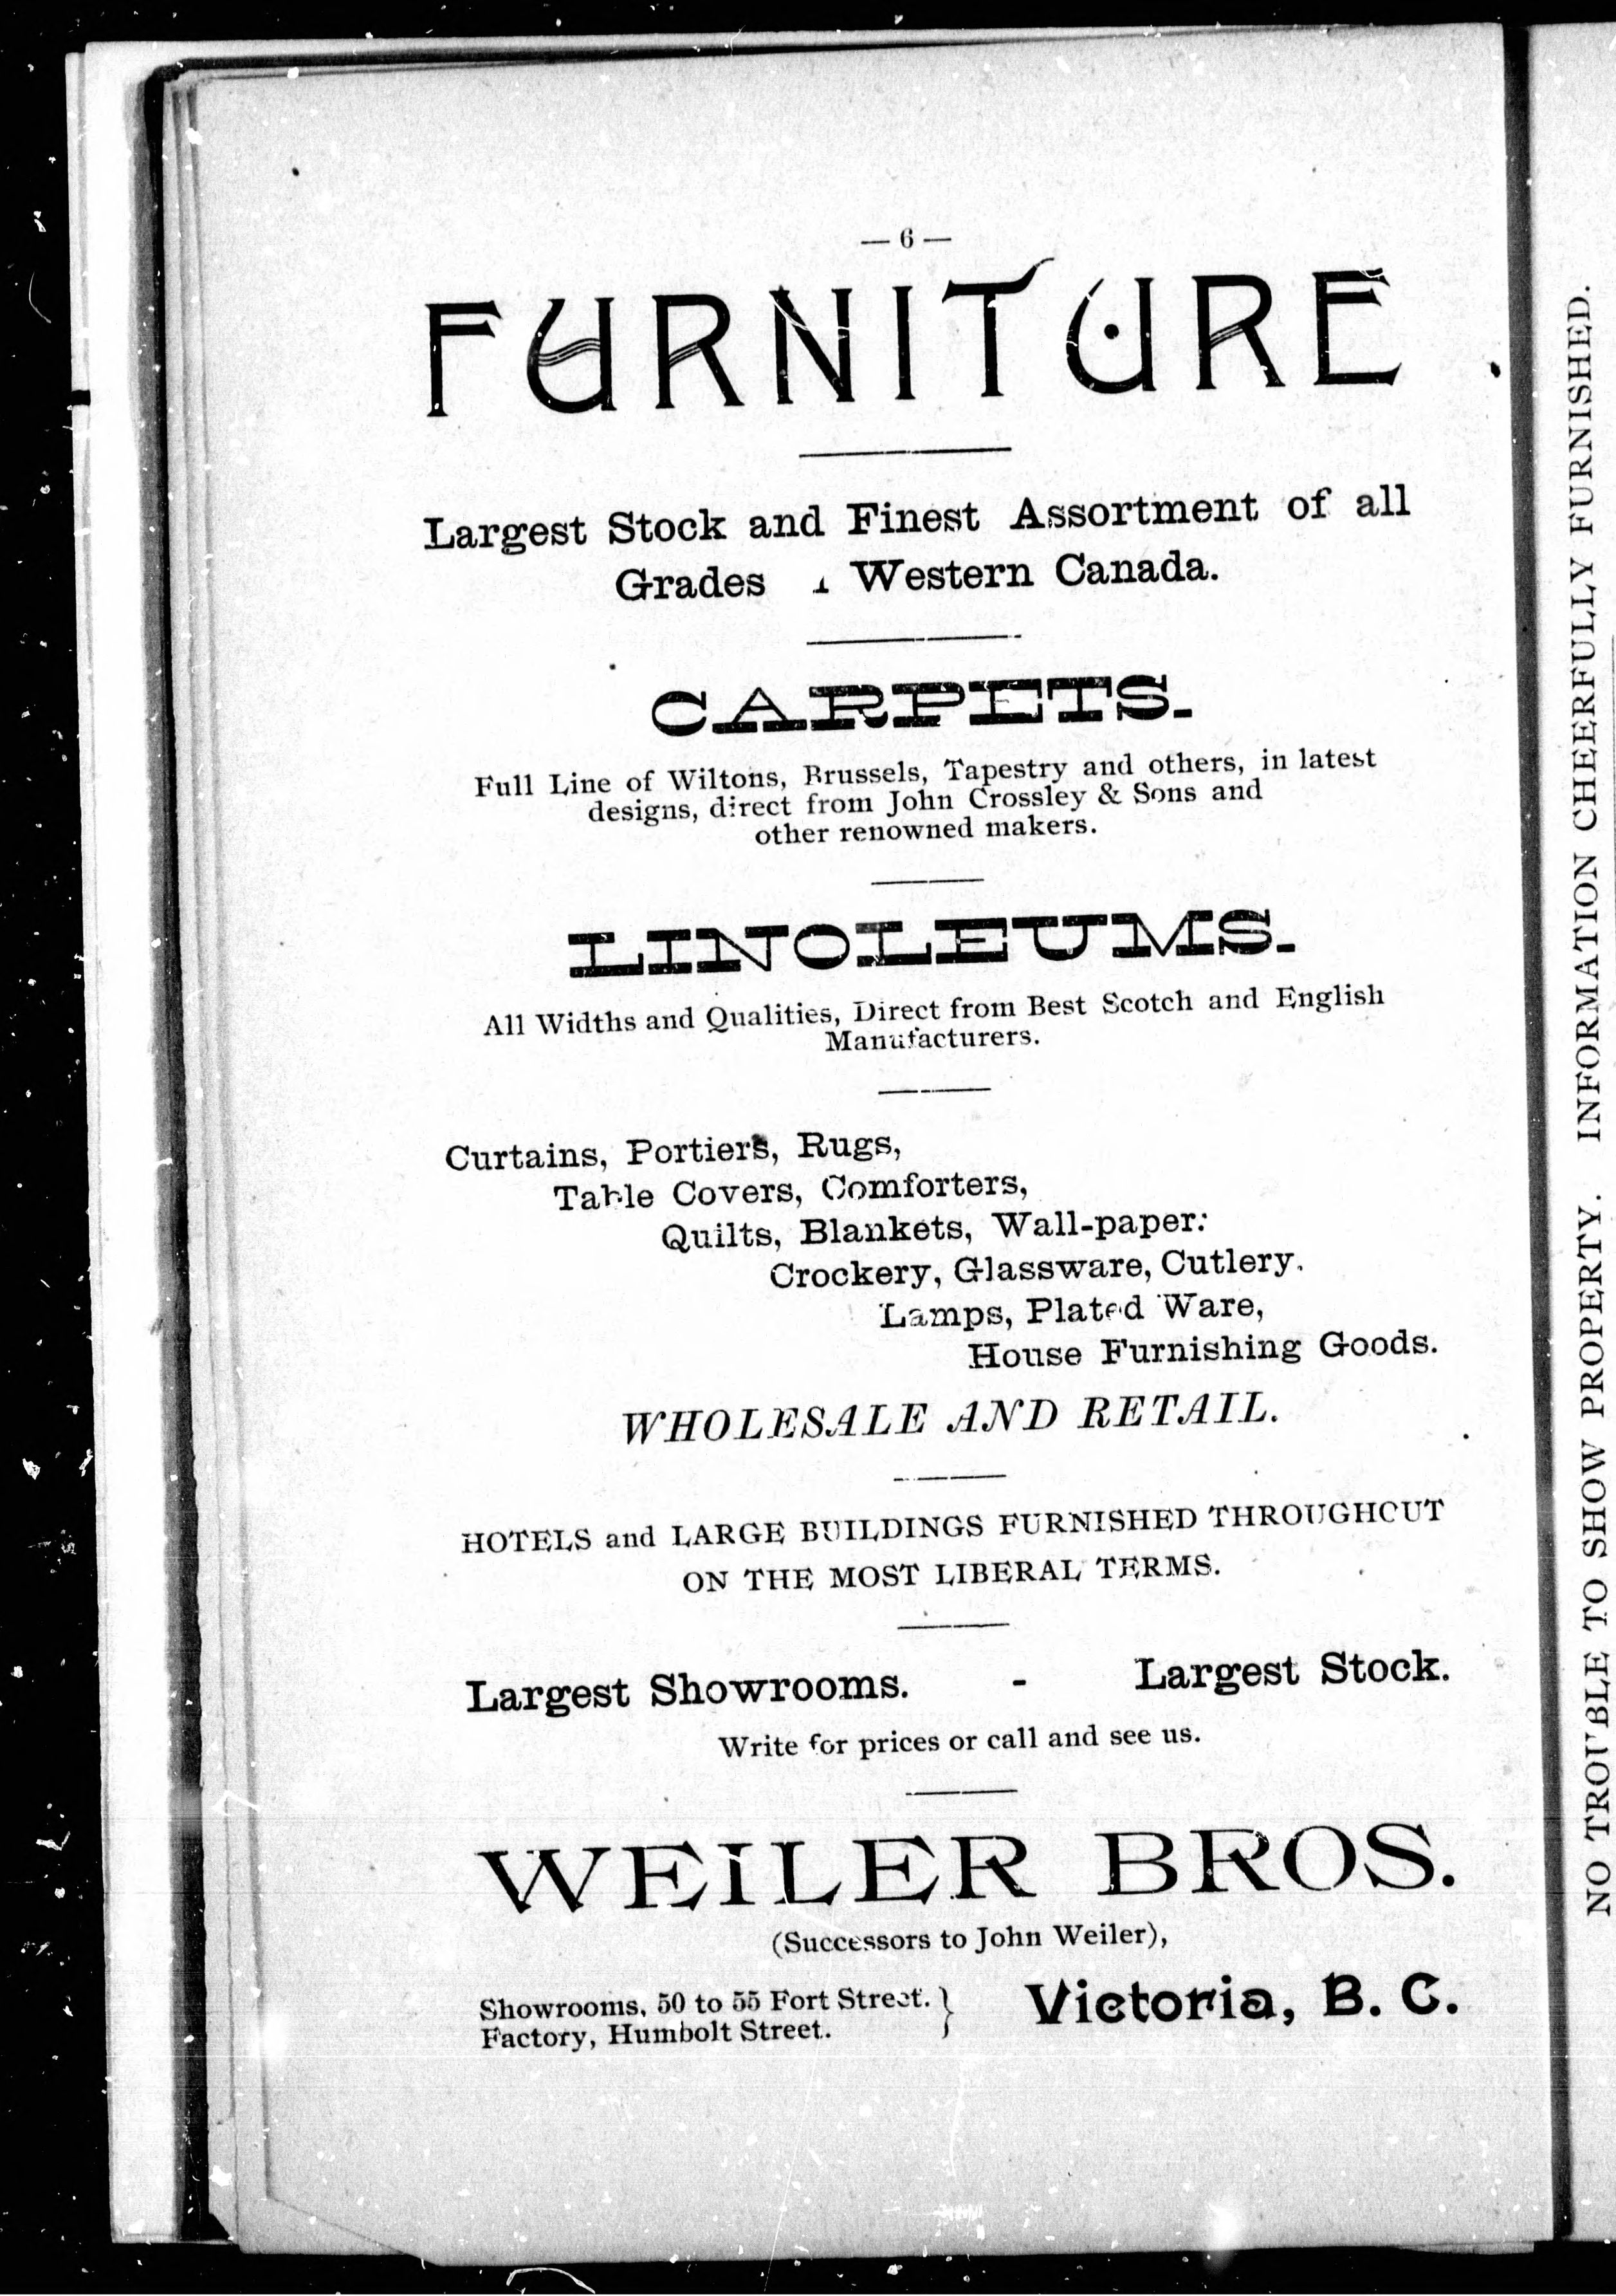 — 6 —
FURNITURE
Largest Stock and Finest Assortment of all
Grades Western Canada.
CARPETS.
Full Line of Wiltons, Brussels, Tapestry and others, in latest
designs, direct from John Crossley & Sons and
other renowned makers.
LINOLEUMS.
All Widths and Qualities, Direct from Best Scotch and English
Manufacturers.
Curtains, Portiers, Rugs,
Table Covers, Comforters,
Quilts, Blankets, Wall-paper:
Crockery, Glassware, Cutlery.
Lamps, Plated Ware,
House Furnishing Goods.
WHOLESALE AND RETAIL.
HOTELS and LARGE BUILDINGS FURNISHED THROUGHOUT
ON THE MOST LIBERAL TERMS.
Largest Showrooms. - Largest Stock.
Write for prices or call and see us.
WEILER BROS.
(Successors to John Weiler),
Showrooms, 50 to 55 Fort Street. }
Factory, Humbolt Street.
Victoria, B. C.
NO TROUBLE TO SHOW PROPERTY. INFORMATION CHEERFULLY FURNISHED.